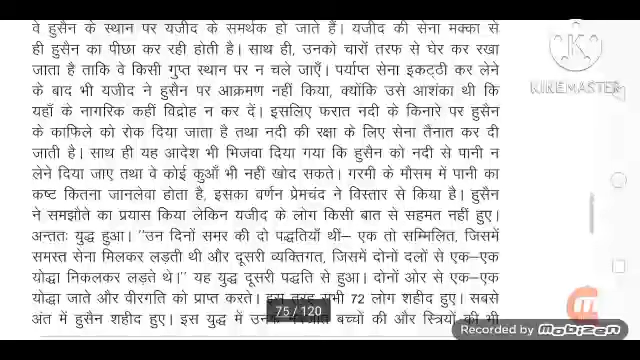 वे हुसैन के स्थान पर यजीद के समर्थक हो जाते हैं। यजीद की सेना मक्का से
ही हुसैन का पीछा कर रही होती है। साथ ही, उनको चारों तरफ से घेर कर रखा
जाता है ताकि वे किसी गुप्त स्थान पर न चले जाएँ। पर्याप्त सेना इकट्ठी कर लेने
के बाद भी यजीद ने हुसैन पर आक्रमण नहीं किया, क्योंकि उसे आशंका थी कि
यहाँ के नागरिक कहीं विद्रोह न कर दें। इसलिए फरात नदी के किनारे पर हुसैन
के काफिले को रोक दिया जाता है तथा नदी की रक्षा के लिए सेना तैनात कर दी
जाती है। साथ ही यह आदेश भी भिजवा दिया गया कि हुसैन को नदी से पानी न
लेने दिया जाए तथा वे कोई कुआँ भी नहीं खोद सकते। गरमी के मौसम में पानी का
कष्ट कितना जानलेवा होता है, इसका वर्णन प्रेमचंद ने विस्तार से किया है। हुसैन
ने समझौते का प्रयास किया लेकिन यजीद के लोग किसी बात से सहमत नहीं हुए।
अन्ततः युद्ध हुआ। "उन दिनों समर की दो पद्धतियाँ थीं– एक तो सम्मिलित, जिसमें
समस्त सेना मिलकर लड़ती थी और दूसरी व्यक्तिगत, जिसमें दोनों दलों से एक–एक
योद्धा निकलकर लड़ते थे।" यह युद्ध दूसरी पद्धति से हुआ। दोनों ओर से एक–एक
योद्धा जाते और वीरगति को प्राप्त करते। इस तरह सभी 72 लोग शहीद हुए। सबसे
अंत में हुसैन शहीद हुए। इस युद्ध में बच्चों की और स्त्रियों की भी
75 / 120
KINEMASTER
Recorded by Mobizen